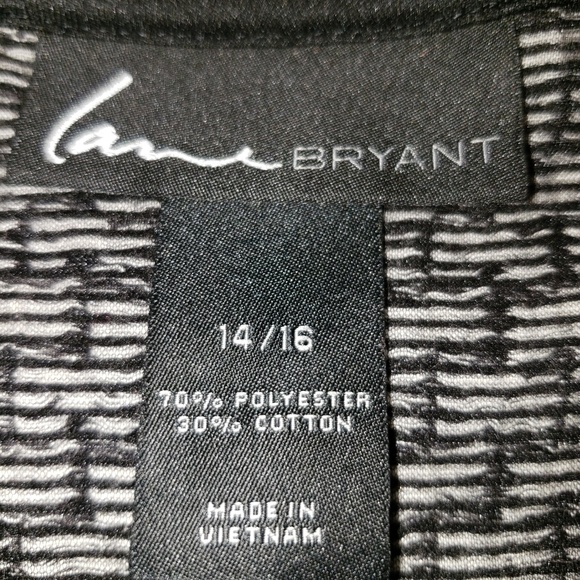 Lane BRYANT
14/16
70% POLYESTER
30% COTTON
MADE IN
VIETNAM